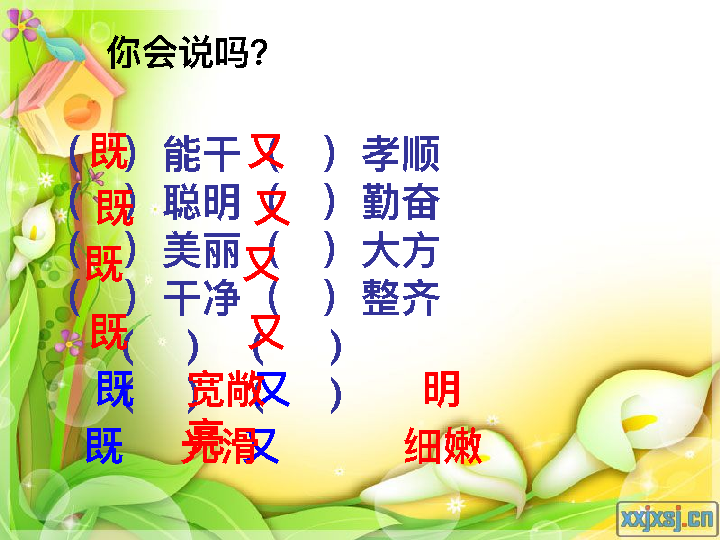 你会说吗?
(既)能干(又)孝顺
(既)聪明(又)勤奋
(既)美丽(又)大方
(既)干净(又)整齐
( )( )
既(宽敞)又( )明
亮
既 光滑 又 细嫩
xxjxsj.cn